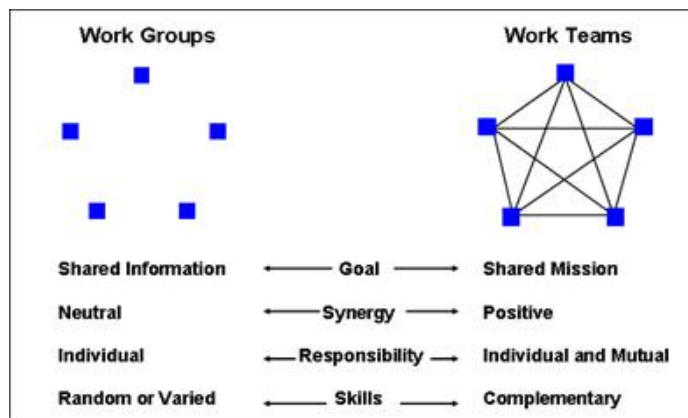 Work Groups Work Teams
Shared Information Goal Shared Mission
Neutral Synergy Positive
Individual Responsibility Individual and Mutual
Random or Varied Skills Complementary